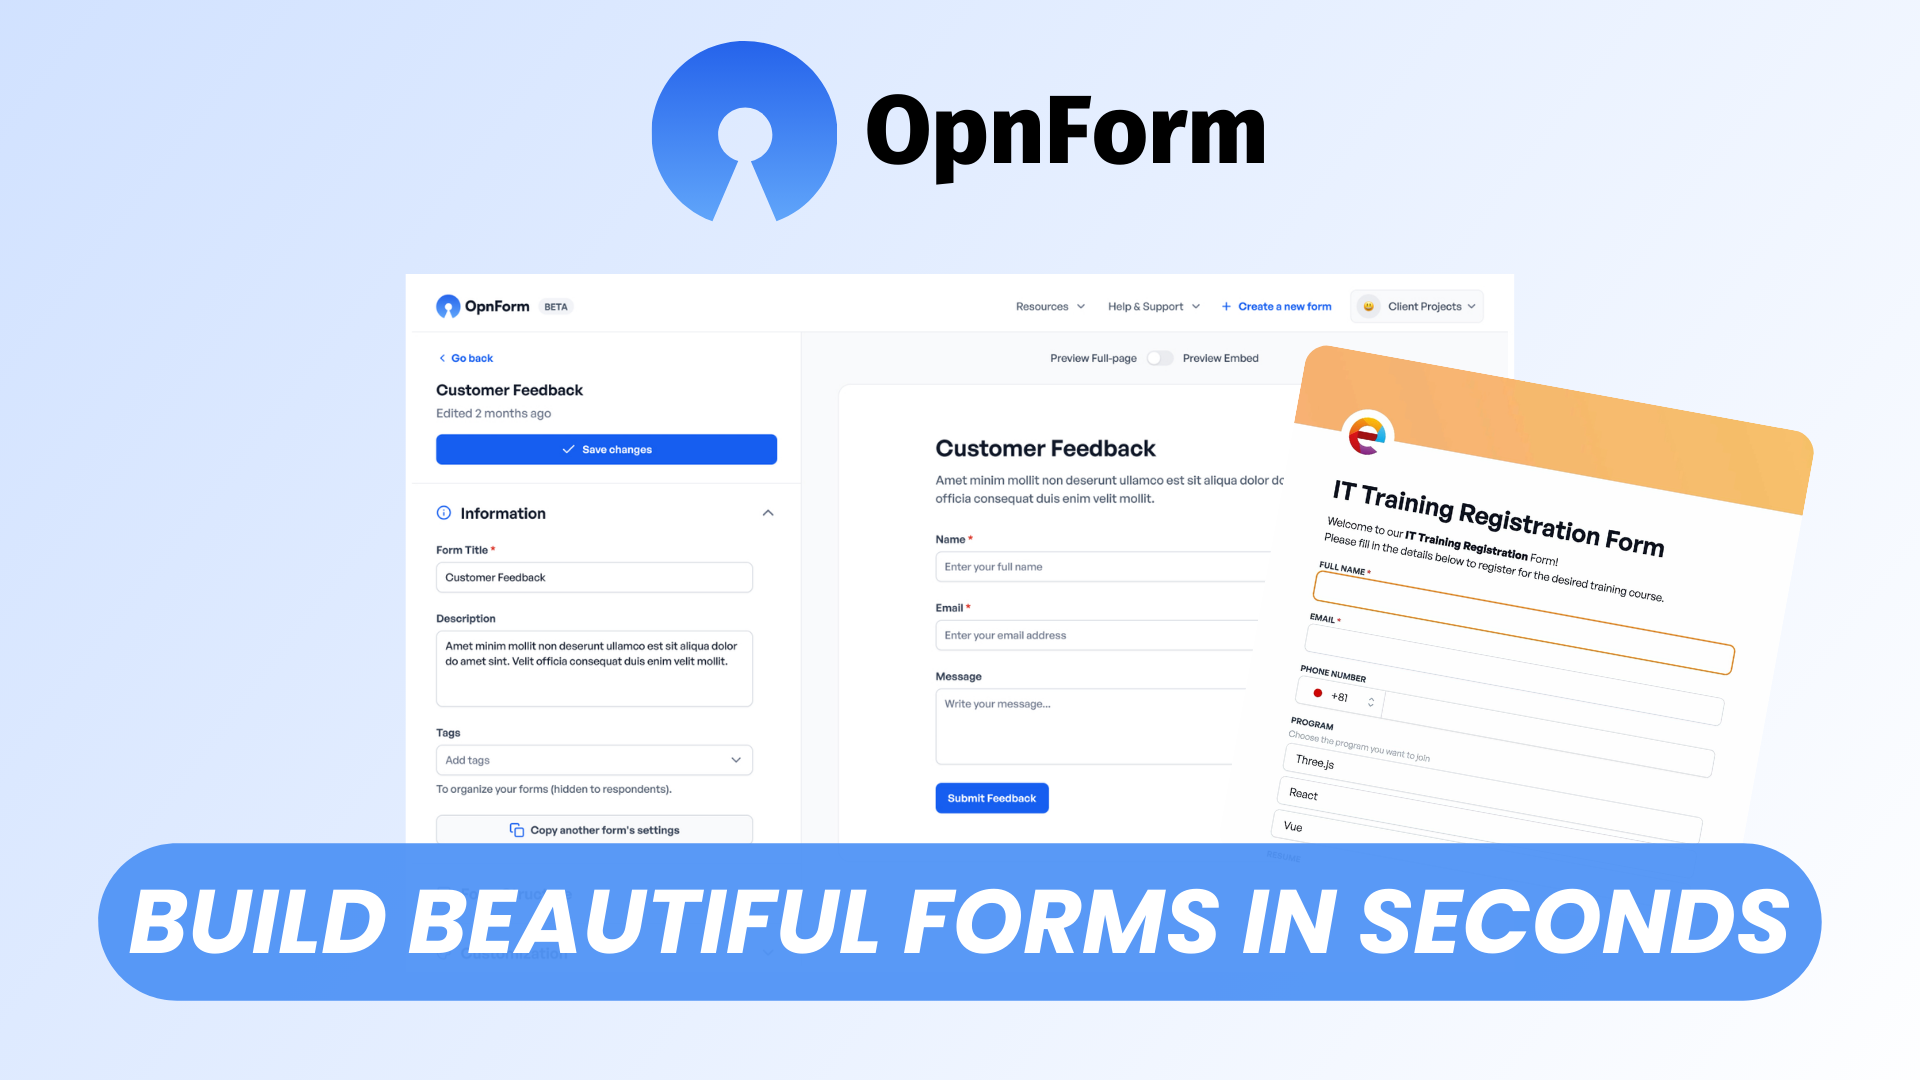 OpnForm
OpnForm BETA
Resources
Help & Support
+ Create a new form
Client Projects
Go back
Customer Feedback
Edited 2 months ago
Save changes
Information
Form Title *
Customer Feedback
Description
Amet minim mollit non deserunt ullamco est sit aliqua dolor
do amet sint. Velit officia consequat duis enim velit mollit.
Tags
Add tags
To organize your forms (hidden to respondents).
Copy another form's settings
Customization
Preview Full-page
Preview Embed
Customer Feedback
Amet minim mollit non deserunt ullamco est sit aliqua dolor do
officia consequat duis enim velit mollit.
Name *
Enter your full name
Email *
Enter your email address
Message
Write your message...
Submit Feedback
IT Training Registration Form
Welcome to our IT Training Registration Form!
Please fill in the details below to register for the desired training course.
FULL NAME *
EMAIL *
PHONE NUMBER
+81
PROGRAM
Choose the program you want to join
Three.js
React
Vue
BUILD BEAUTIFUL FORMS IN SECONDS